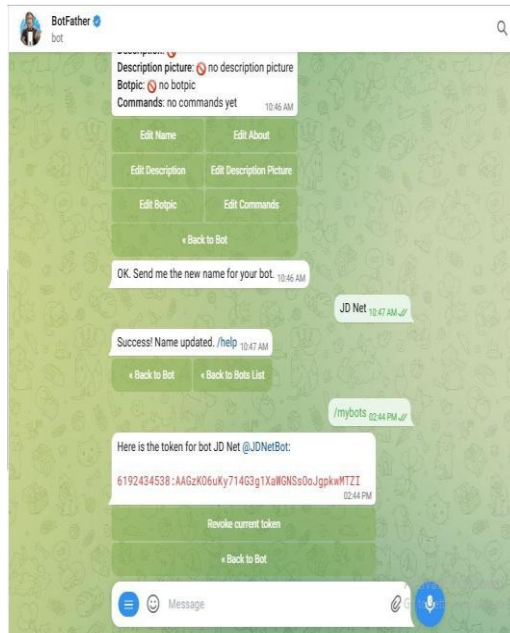 BotFather
bot
Description picture: 🚫 no description picture
Botpic: 🚫 no botpic
Commands: no commands yet 10:46 AM
Edit Name Edit About
Edit Description Edit Description Picture
Edit Botpic Edit Commands
« Back to Bot
OK. Send me the new name for your bot. 10:46 AM
JD Net 10:47 AM
Success! Name updated. /help 10:47 AM
« Back to Bot « Back to Bots List
/mybots 02:44 PM
Here is the token for bot JD Net @JDNetBot:
6192434538:AAGzKO6uKy714G3g1XaWGNSsOoJgpkwMTZI
02:44 PM
Revoke current token
« Back to Bot
Message